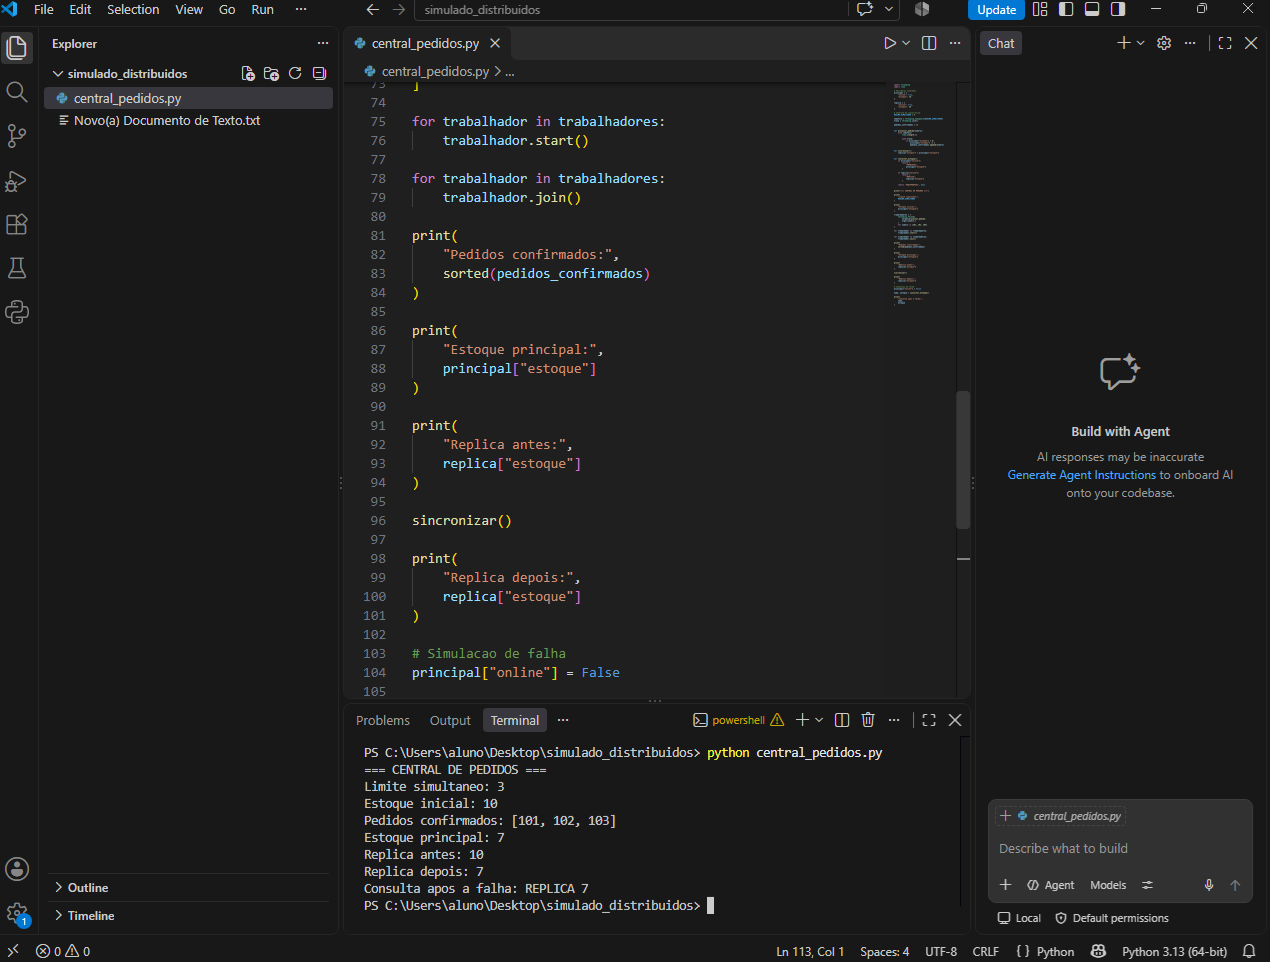 File Edit Selection View Go Run ···
simulado_distribuidos
Update
Explorer
simulado_distribuidos
central_pedidos.py
Novo(a) Documento de Texto.txt
Outline
Timeline
central_pedidos.py
central_pedidos.py > ...
73 ]
74
75 for trabalhador in trabalhadores:
76 trabalhador.start()
77
78 for trabalhador in trabalhadores:
79 trabalhador.join()
80
81 print(
82 "Pedidos confirmados:",
83 sorted(pedidos_confirmados)
84 )
85
86 print(
87 "Estoque principal:",
88 principal["estoque"]
89 )
90
91 print(
92 "Replica antes:",
93 replica["estoque"]
94 )
95
96 sincronizar()
97
98 print(
99 "Replica depois:",
100 replica["estoque"]
101 )
102
103 # Simulacao de falha
104 principal["online"] = False
105
Problems Output Terminal ···
powershell
PS C:\Users\aluno\Desktop\simulado_distribuidos> python central_pedidos.py
=== CENTRAL DE PEDIDOS ===
Limite simultaneo: 3
Estoque inicial: 10
Pedidos confirmados: [101, 102, 103]
Estoque principal: 7
Replica antes: 10
Replica depois: 7
Consulta apos a falha: REPLICA 7
PS C:\Users\aluno\Desktop\simulado_distribuidos>
Chat
Build with Agent
AI responses may be inaccurate
Generate Agent Instructions to onboard AI
onto your codebase.
central_pedidos.py
Describe what to build
Agent Models
Local Default permissions
1
0 0
Ln 113, Col 1 Spaces: 4 UTF-8 CRLF { } Python Python 3.13 (64-bit)